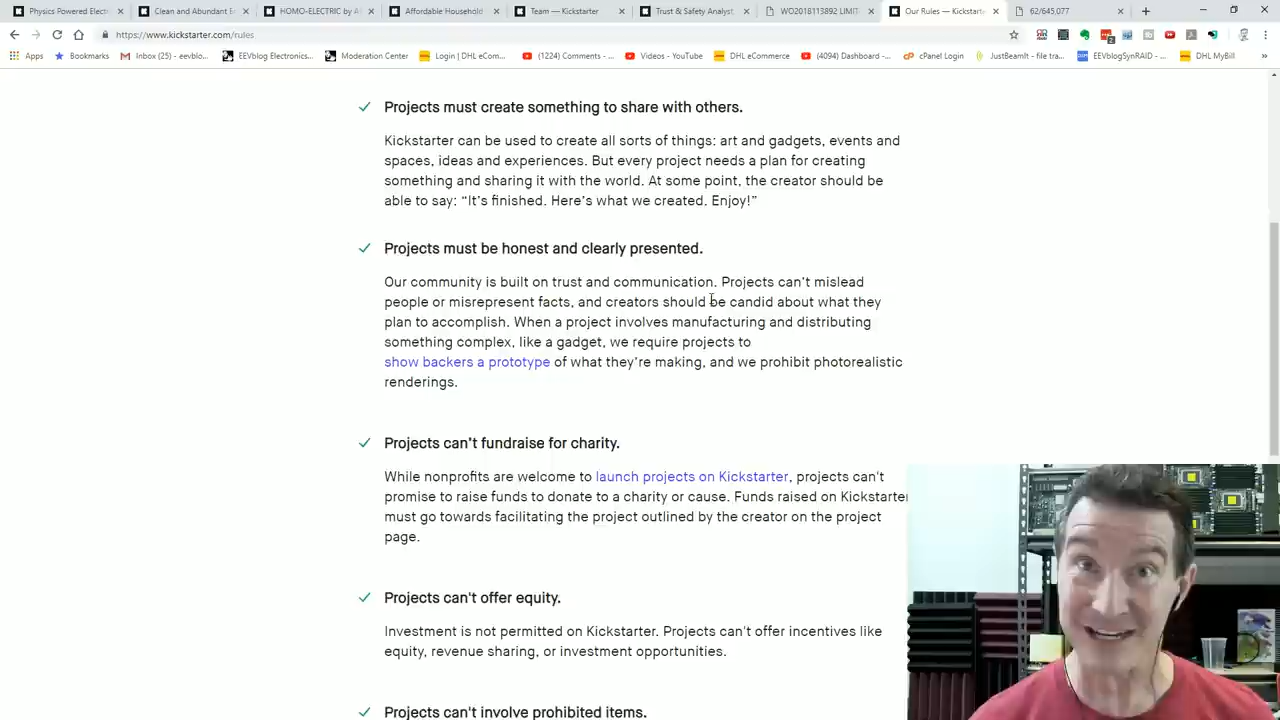 Physics Powered Elect
Clean and Abundant E
HOMO-ELECTRIC by A
Affordable Household
Team — Kickstarter
Trust & Safety Analyst,
WO2018113892 LIMIT
Our Rules — Kickstart
62/645,077
https://www.kickstarter.com/rules
Apps
Bookmarks
Inbox (25) - eevblo...
EEVblog Electronics...
Moderation Center
Login | DHL eCom...
(1224) Comments - ...
Videos - YouTube
DHL eCommerce
(4094) Dashboard -...
cPanel Login
JustBeamIt - file tra...
EEVblogSynRAID - ...
DHL MyBill
Projects must create something to share with others.
Kickstarter can be used to create all sorts of things: art and gadgets, events and
spaces, ideas and experiences. But every project needs a plan for creating
something and sharing it with the world. At some point, the creator should be
able to say: “It’s finished. Here’s what we created. Enjoy!”
Projects must be honest and clearly presented.
Our community is built on trust and communication. Projects can’t mislead
people or misrepresent facts, and creators should be candid about what they
plan to accomplish. When a project involves manufacturing and distributing
something complex, like a gadget, we require projects to
show backers a prototype of what they’re making, and we prohibit photorealistic
renderings.
Projects can’t fundraise for charity.
While nonprofits are welcome to launch projects on Kickstarter, projects can't
promise to raise funds to donate to a charity or cause. Funds raised on Kickstarter
must go towards facilitating the project outlined by the creator on the project
page.
Projects can't offer equity.
Investment is not permitted on Kickstarter. Projects can't offer incentives like
equity, revenue sharing, or investment opportunities.
Projects can't involve prohibited items.